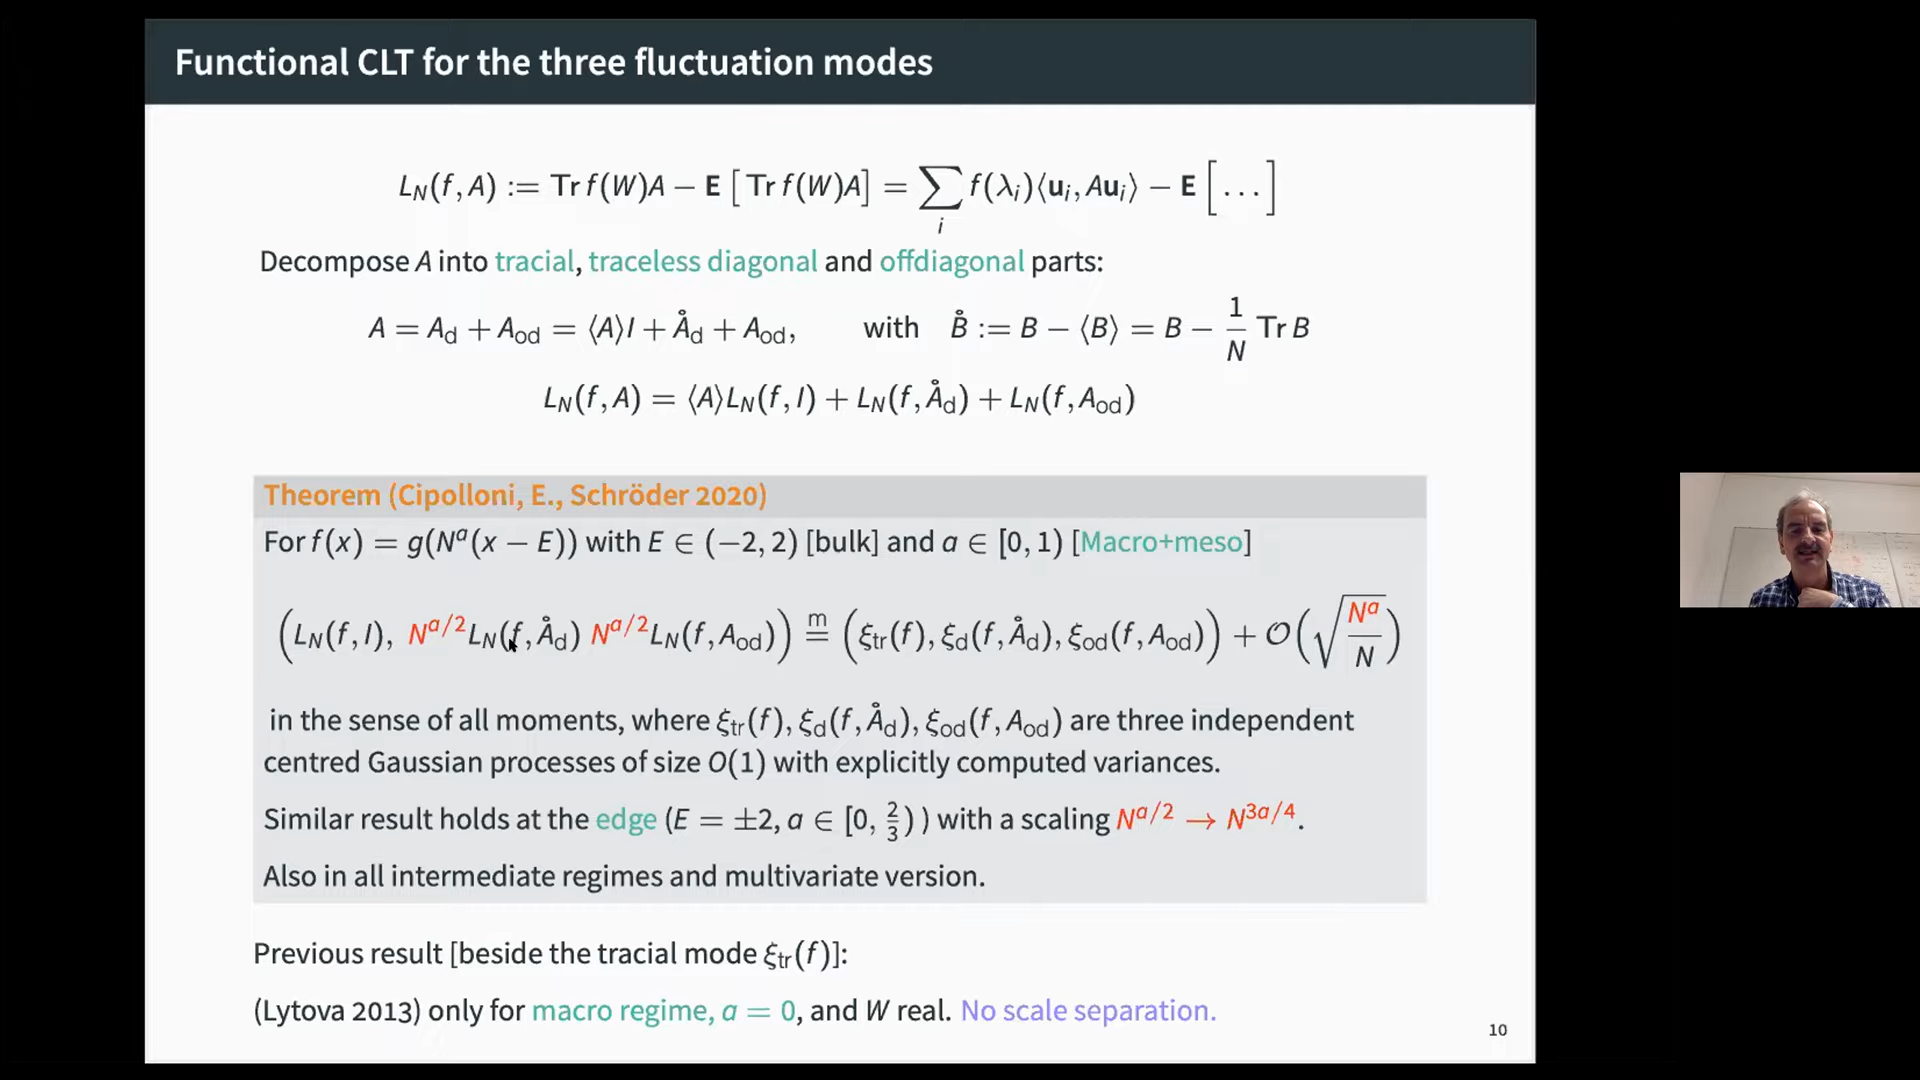 Functional CLT for the three fluctuation modes
L_N(f, A) := Tr f(W)A − E [ Tr f(W)A ] = ∑_i f(λ_i)⟨u_i, Au_i⟩ − E [ . . . ]
Decompose A into tracial, traceless diagonal and offdiagonal parts:
A = A_d + A_od = ⟨A⟩I + Å_d + A_od, with B̊ := B − ⟨B⟩ = B − 1/N Tr B
L_N(f, A) = ⟨A⟩L_N(f, I) + L_N(f, Å_d) + L_N(f, A_od)
Theorem (Cipolloni, E., Schröder 2020)
For f(x) = g(N^a(x − E)) with E ∈ (−2, 2) [bulk] and a ∈ [0, 1) [Macro+meso]
(L_N(f, I), N^{a/2}L_N(f, Å_d) N^{a/2}L_N(f, A_od)) =^m (ξ_tr(f), ξ_d(f, Å_d), ξ_od(f, A_od)) + O(√(N^a/N))
in the sense of all moments, where ξ_tr(f), ξ_d(f, Å_d), ξ_od(f, A_od) are three independent
centred Gaussian processes of size O(1) with explicitly computed variances.
Similar result holds at the edge (E = ±2, a ∈ [0, 2/3) ) with a scaling N^{a/2} → N^{3a/4}.
Also in all intermediate regimes and multivariate version.
Previous result [beside the tracial mode ξ_tr(f)]:
(Lytova 2013) only for macro regime, a = 0, and W real. No scale separation.
10